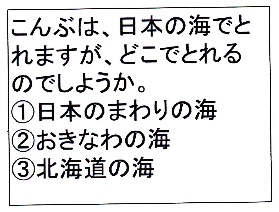 こんぶは、日本の海でと
れますが、どこでとれる
のでしょうか。
①日本のまわりの海
②おきなわの海
③北海道の海